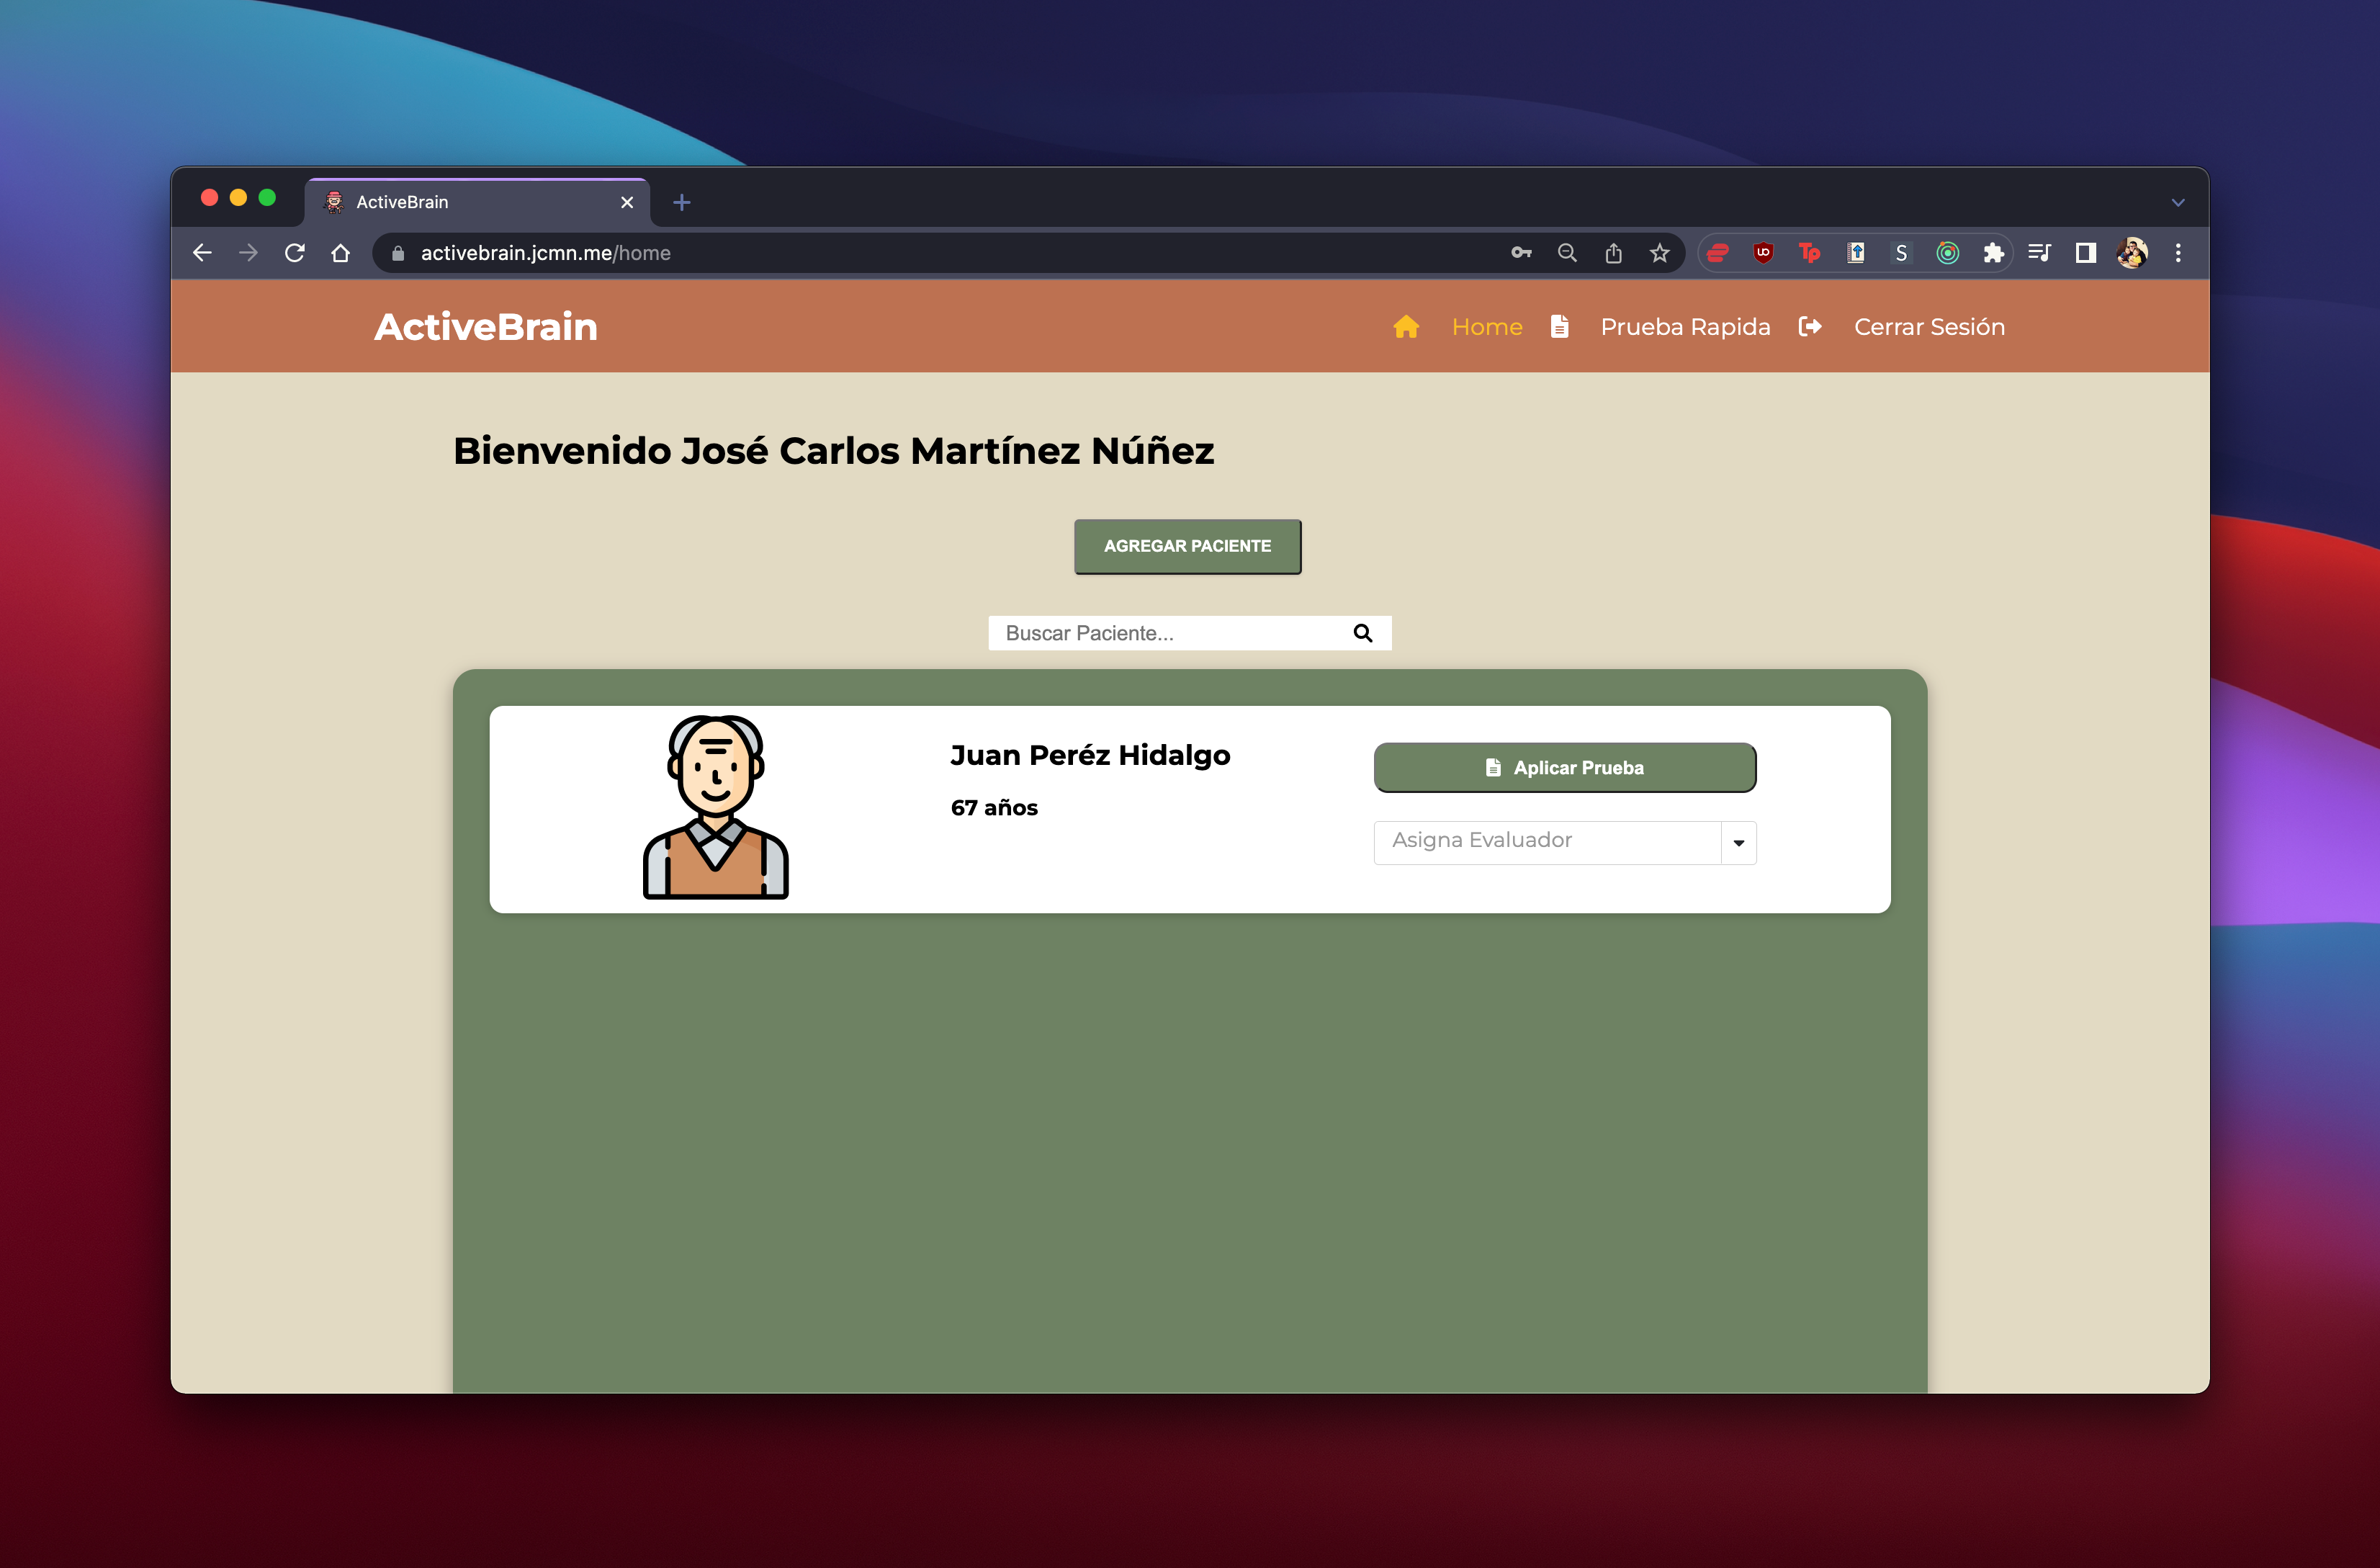 ActiveBrain
activebrain.jcmn.me/home
ActiveBrain
Home
Prueba Rapida
Cerrar Sesión
Bienvenido José Carlos Martínez Núñez
AGREGAR PACIENTE
Buscar Paciente...
Juan Peréz Hidalgo
67 años
Aplicar Prueba
Asigna Evaluador